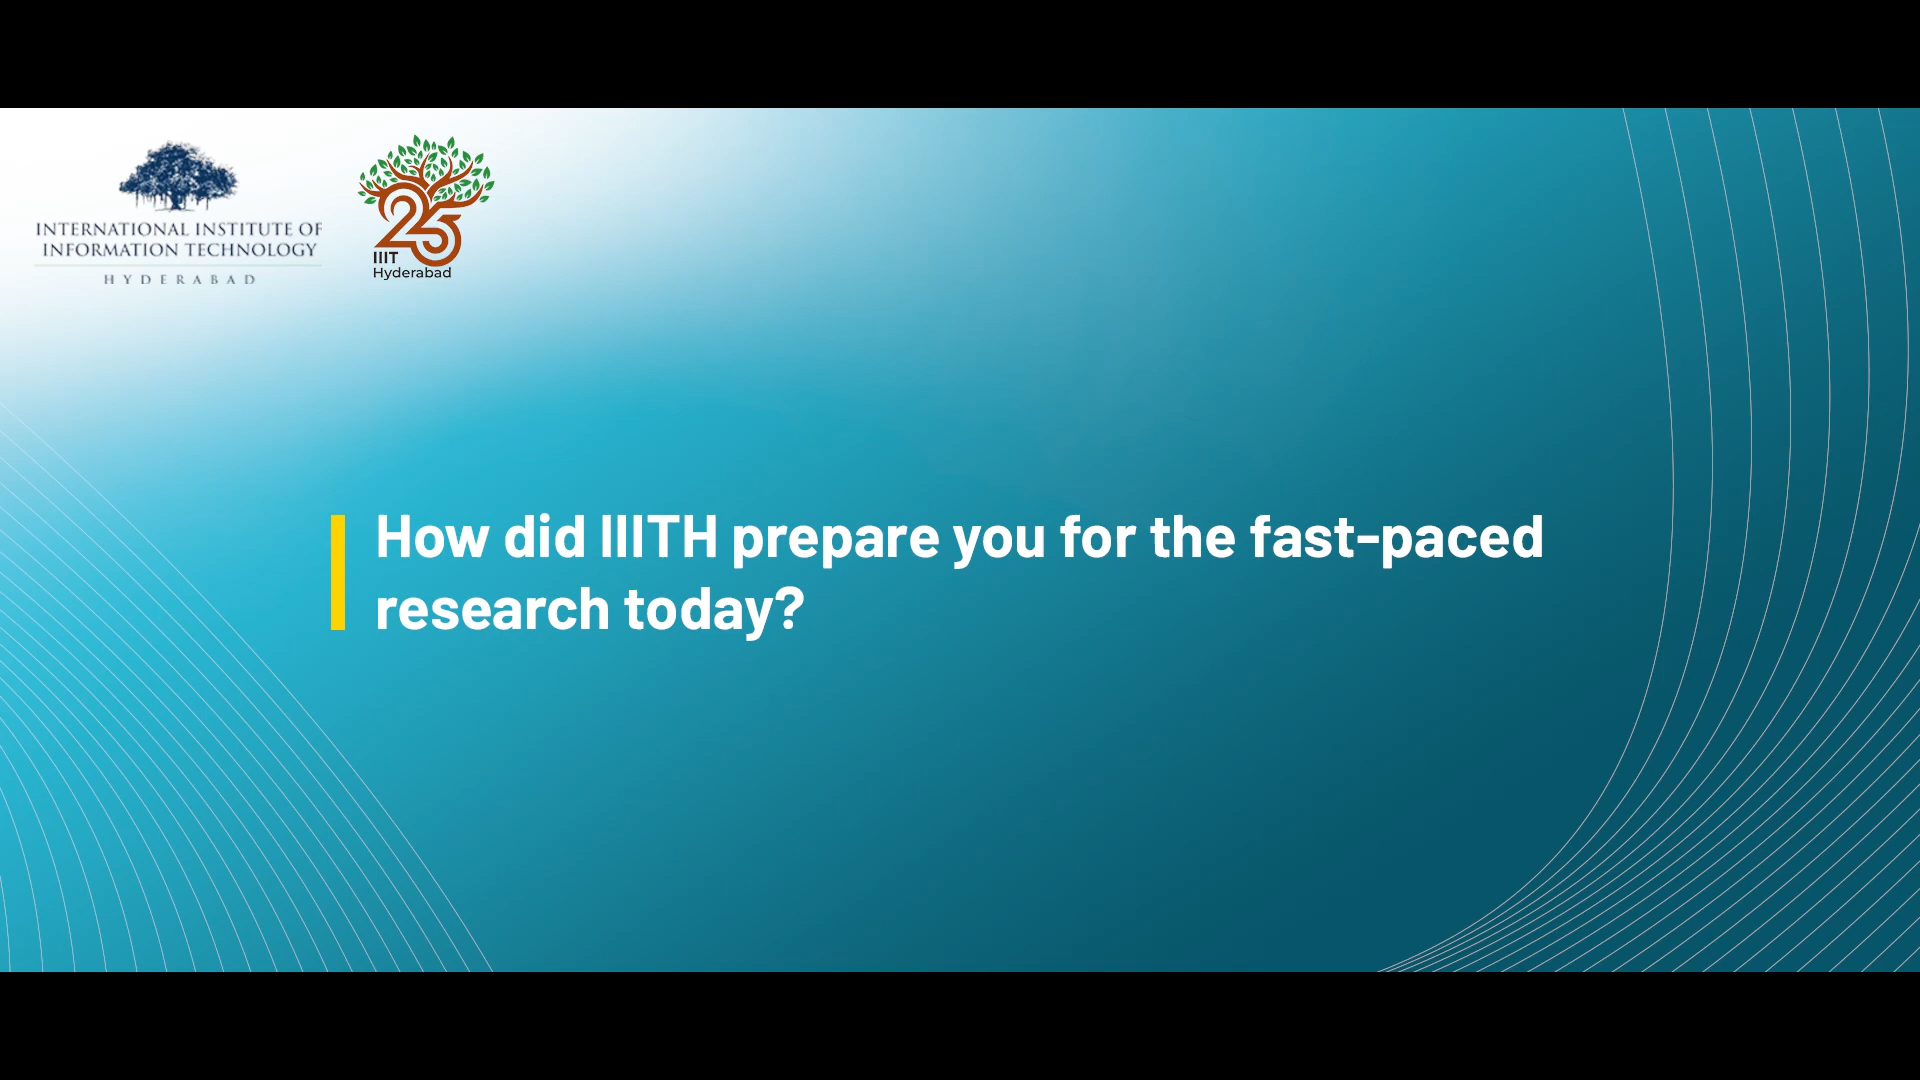 INTERNATIONAL INSTITUTE OF
INFORMATION TECHNOLOGY
HYDERABAD
25
IIIT
Hyderabad
How did IIITH prepare you for the fast-paced
research today?